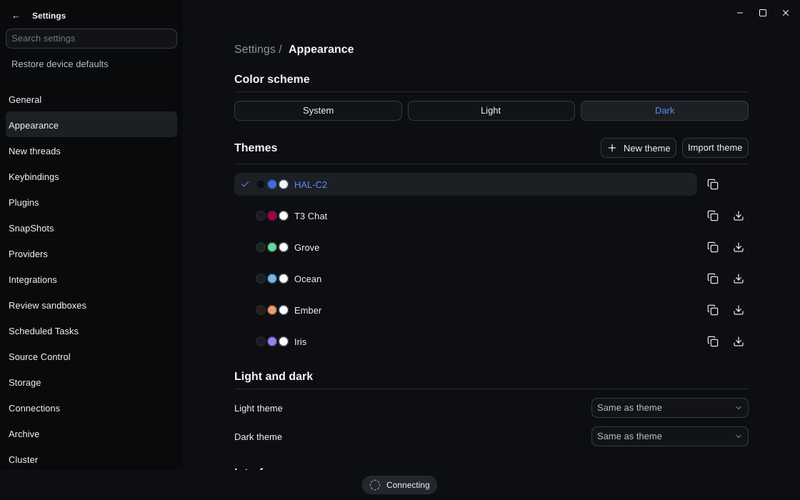 Settings
Search settings
Restore device defaults
General
Appearance
New threads
Keybindings
Plugins
SnapShots
Providers
Integrations
Review sandboxes
Scheduled Tasks
Source Control
Storage
Connections
Archive
Cluster
Settings / Appearance
Color scheme
System Light Dark
Themes New theme Import theme
HAL-C2
T3 Chat
Grove
Ocean
Ember
Iris
Light and dark
Light theme Same as theme
Dark theme Same as theme
Connecting